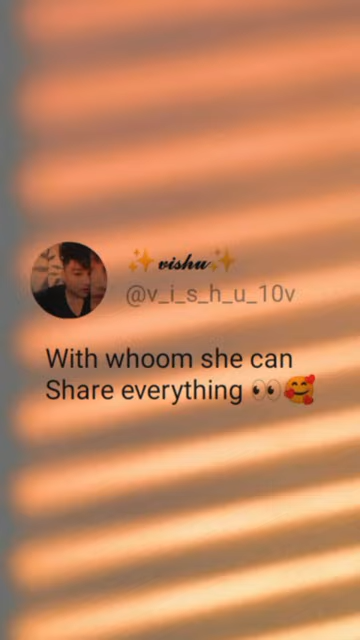 ✨𝓿𝓲𝓼𝓱𝓾✨
@v_i_s_h_u_10v
With whoom she can
Share everything 👀🥰